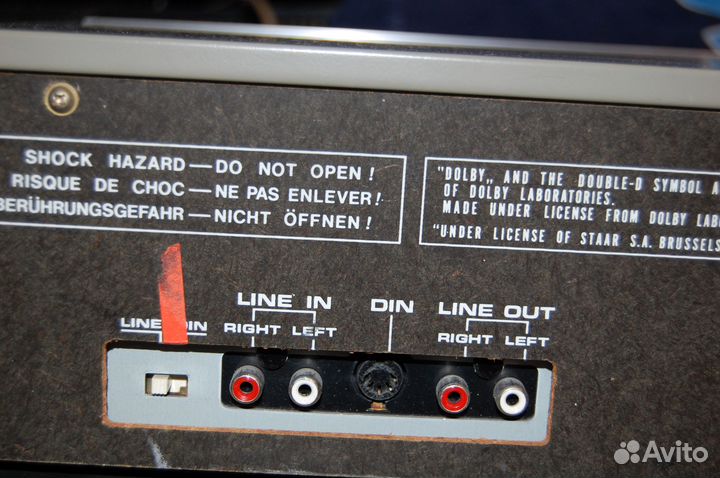 SHOCK HAZARD — DO NOT OPEN !
RISQUE DE CHOC — NE PAS ENLEVER !
BERÜHRUNGSGEFAHR — NICHT ÖFFNEN !
"DOLBY,, AND THE DOUBLE-D SYMBOL
OF DOLBY LABORATORIES.
MADE UNDER LICENSE FROM DOLBY
"UNDER LICENSE OF STAAR S.A. BRUSSELS
LINE IN
DIN
LINE OUT
LINE DIN
RIGHT LEFT
RIGHT LEFT
Avito